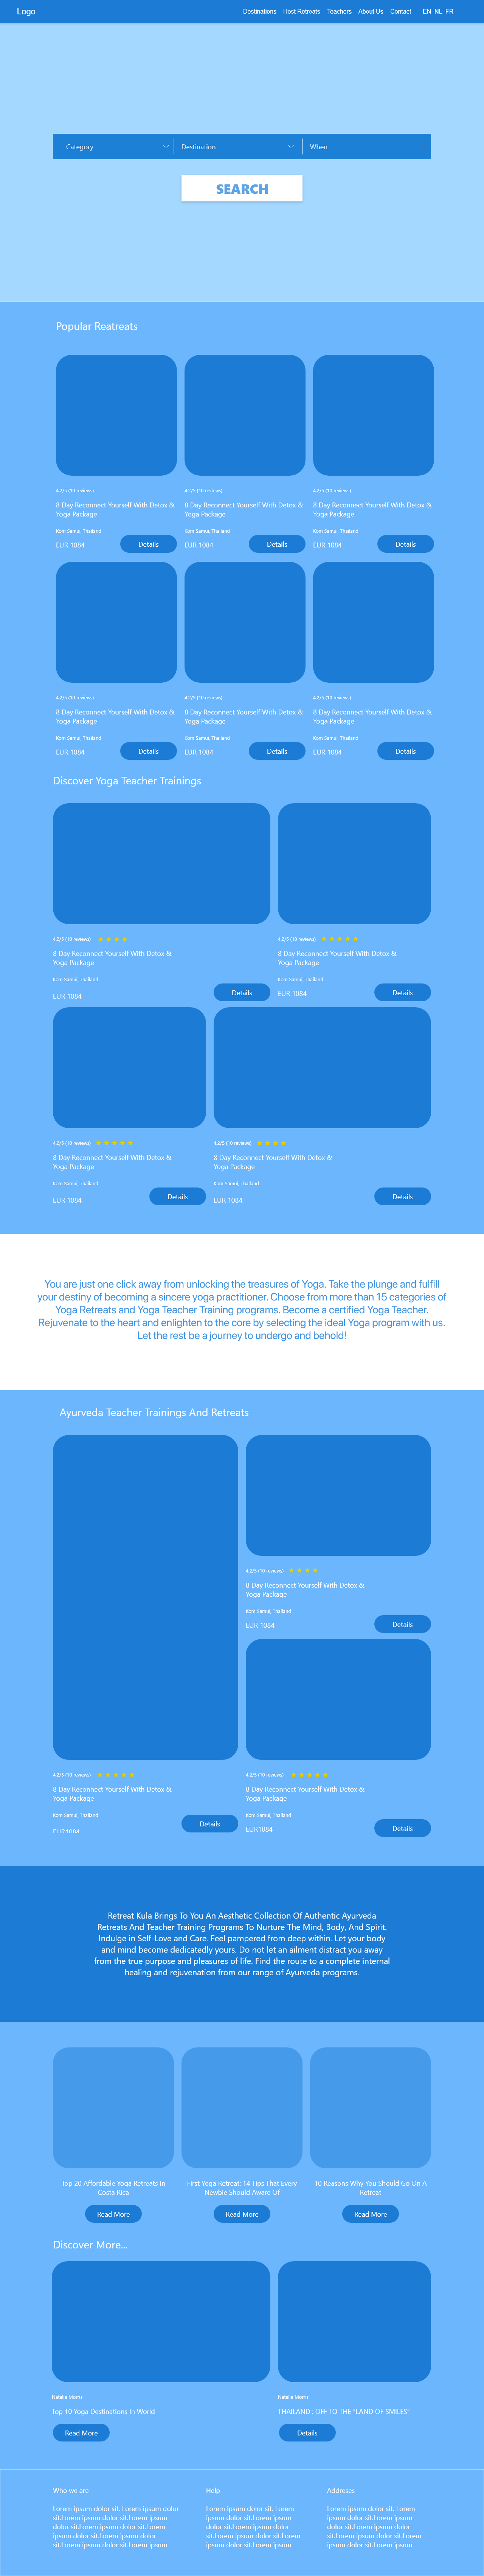 Logo
Destinations Host Retreats Teachers About Us Contact EN NL FR
Category
Destination
When
SEARCH
Popular Reatreats
4.2/5 (10 reviews)
8 Day Reconnect Yourself With Detox &
Yoga Package
Kom Samui, Thailand
EUR 1084
Details
4.2/5 (10 reviews)
8 Day Reconnect Yourself With Detox &
Yoga Package
Kom Samui, Thailand
EUR 1084
Details
4.2/5 (10 reviews)
8 Day Reconnect Yourself With Detox &
Yoga Package
Kom Samui, Thailand
EUR 1084
Details
4.2/5 (10 reviews)
8 Day Reconnect Yourself With Detox &
Yoga Package
Kom Samui, Thailand
EUR 1084
Details
4.2/5 (10 reviews)
8 Day Reconnect Yourself With Detox &
Yoga Package
Kom Samui, Thailand
EUR 1084
Details
4.2/5 (10 reviews)
8 Day Reconnect Yourself With Detox &
Yoga Package
Kom Samui, Thailand
EUR 1084
Details
Discover Yoga Teacher Trainings
4.2/5 (10 reviews)
8 Day Reconnect Yourself With Detox &
Yoga Package
Kom Samui, Thailand
EUR 1084
Details
4.2/5 (10 reviews)
8 Day Reconnect Yourself With Detox &
Yoga Package
Kom Samui, Thailand
EUR 1084
Details
4.2/5 (10 reviews)
8 Day Reconnect Yourself With Detox &
Yoga Package
Kom Samui, Thailand
EUR 1084
Details
4.2/5 (10 reviews)
8 Day Reconnect Yourself With Detox &
Yoga Package
Kom Samui, Thailand
EUR 1084
Details
You are just one click away from unlocking the treasures of Yoga. Take the plunge and fulfill
your destiny of becoming a sincere yoga practitioner. Choose from more than 15 categories of
Yoga Retreats and Yoga Teacher Training programs. Become a certified Yoga Teacher.
Rejuvenate to the heart and enlighten to the core by selecting the ideal Yoga program with us.
Let the rest be a journey to undergo and behold!
Ayurveda Teacher Trainings And Retreats
4.2/5 (10 reviews)
8 Day Reconnect Yourself With Detox &
Yoga Package
Kom Samui, Thailand
EUR 1084
Details
4.2/5 (10 reviews)
8 Day Reconnect Yourself With Detox &
Yoga Package
Kom Samui, Thailand
EUR1084
Details
4.2/5 (10 reviews)
8 Day Reconnect Yourself With Detox &
Yoga Package
Kom Samui, Thailand
EUR1084
Details
Retreat Kula Brings To You An Aesthetic Collection Of Authentic Ayurveda
Retreats And Teacher Training Programs To Nurture The Mind, Body, And Spirit.
Indulge in Self-Love and Care. Feel pampered from deep within. Let your body
and mind become dedicatedly yours. Do not let an ailment distract you away
from the true purpose and pleasures of life. Find the route to a complete internal
healing and rejuvenation from our range of Ayurveda programs.
Top 20 Affordable Yoga Retreats In
Costa Rica
Read More
First Yoga Retreat: 14 Tips That Every
Newbie Should Aware Of
Read More
10 Reasons Why You Should Go On A
Retreat
Read More
Discover More...
Natalie Morris
Top 10 Yoga Destinations In World
Read More
Natalie Morris
THAILAND : OFF TO THE "LAND OF SMILES"
Details
Who we are
Lorem ipsum dolor sit. Lorem ipsum dolor
sit.Lorem ipsum dolor sit.Lorem ipsum
dolor sit.Lorem ipsum dolor sit.Lorem
ipsum dolor sit.Lorem ipsum dolor
sit.Lorem ipsum dolor sit.Lorem ipsum
Help
Lorem ipsum dolor sit. Lorem
ipsum dolor sit.Lorem ipsum
dolor sit.Lorem ipsum dolor
sit.Lorem ipsum dolor sit.Lorem
ipsum dolor sit.Lorem ipsum
Addreses
Lorem ipsum dolor sit. Lorem
ipsum dolor sit.Lorem ipsum
dolor sit.Lorem ipsum dolor
sit.Lorem ipsum dolor sit.Lorem
ipsum dolor sit.Lorem ipsum